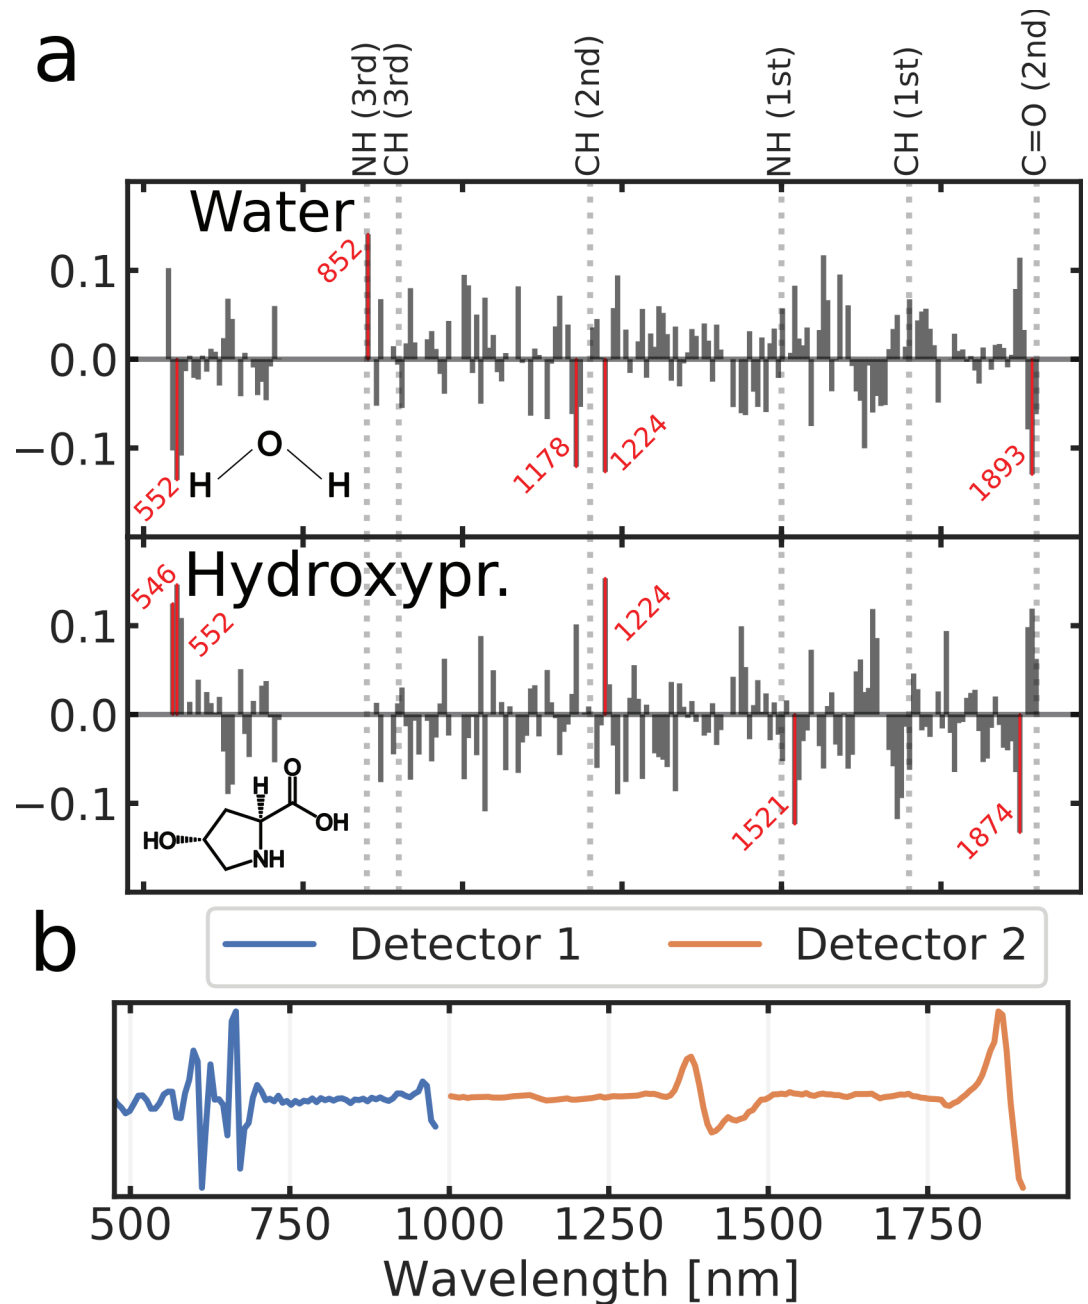 a
NH (3rd)
CH (3rd)
CH (2nd)
NH (1st)
CH (1st)
C=O (2nd)
Water
0.1
0.0
−0.1
852
552
1178
1224
1893
O
H H
Hydroxypr.
0.1
0.0
−0.1
546
552
1224
1521
1874
O
H
OH
HO
NH
b
Detector 1 Detector 2
500 750 1000 1250 1500 1750
Wavelength [nm]